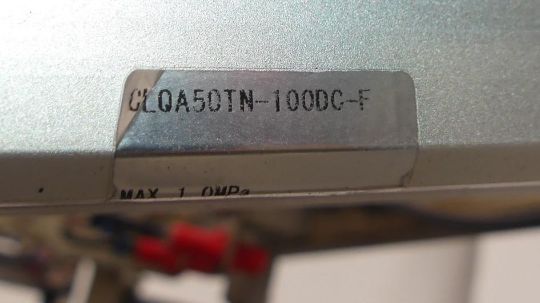 CLQA50TN-100DC-F
MAX 1.0MPa